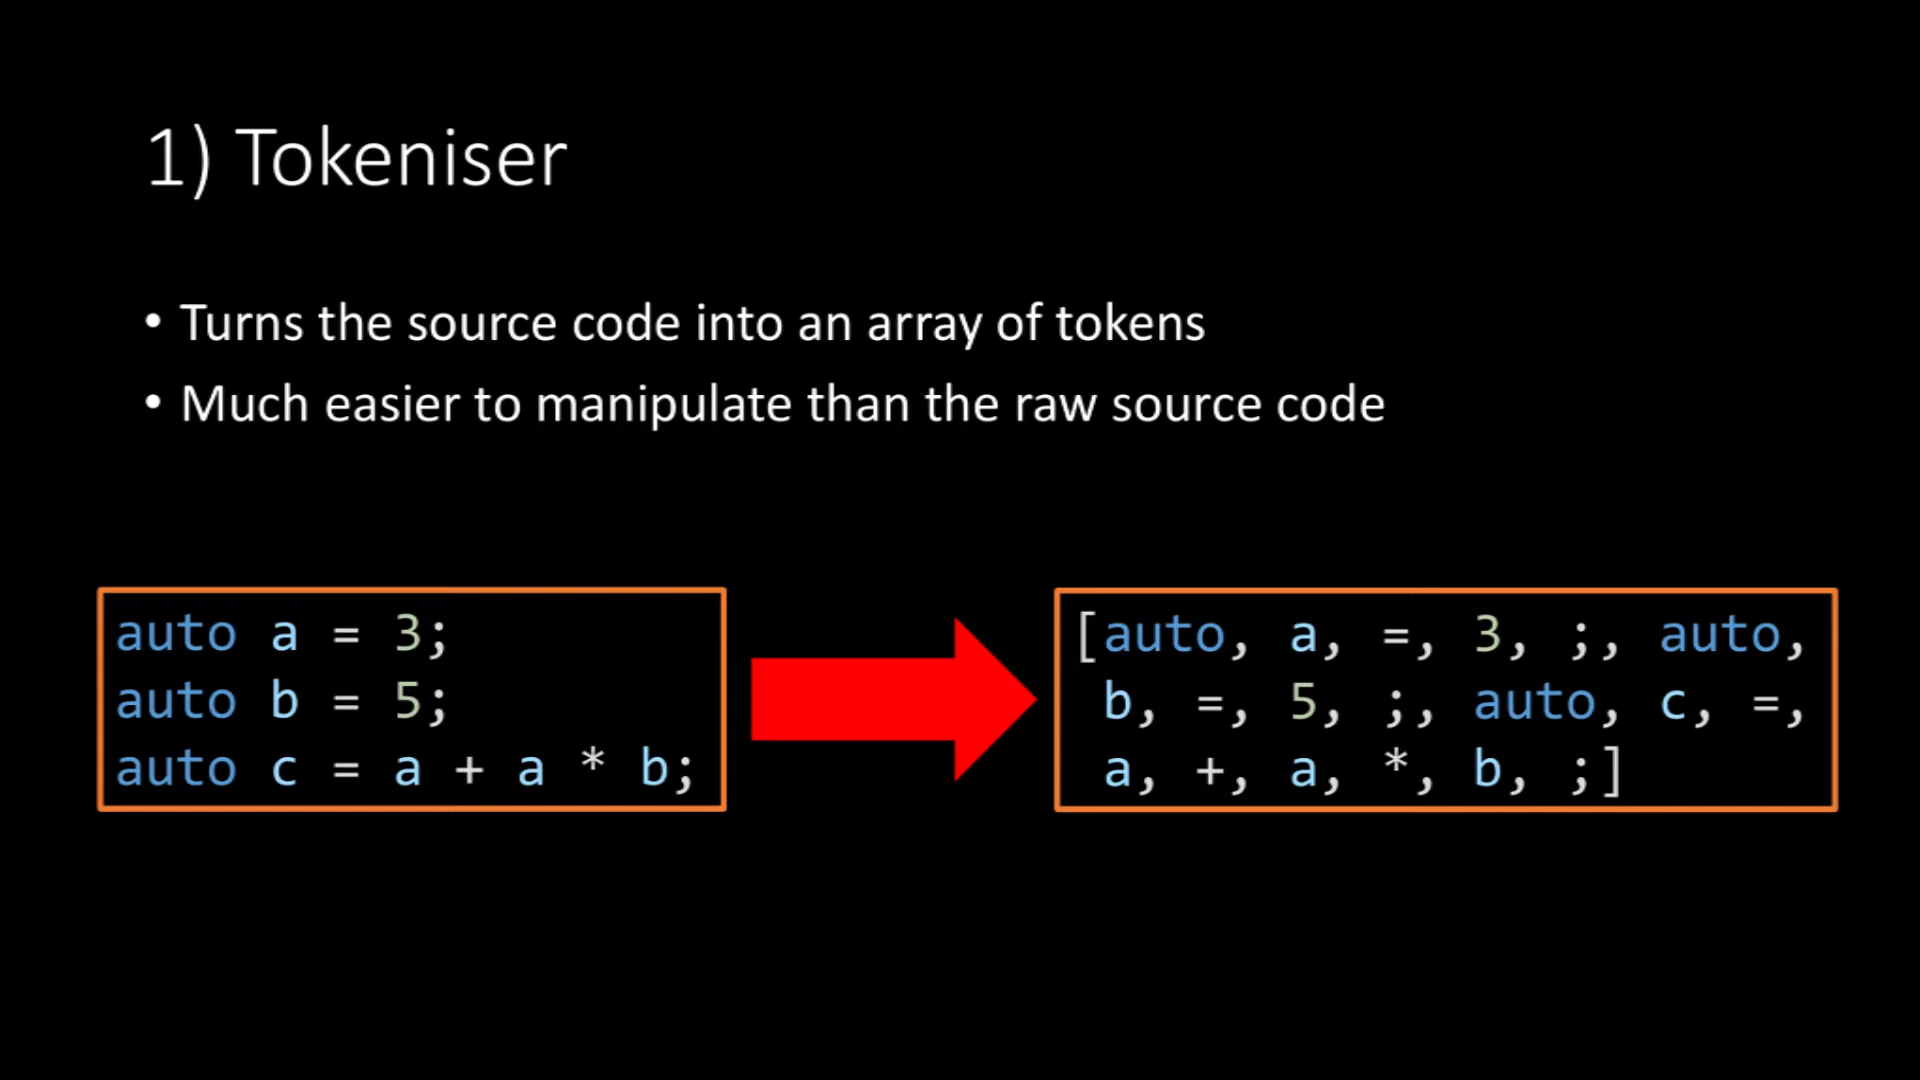 1) Tokeniser
• Turns the source code into an array of tokens
• Much easier to manipulate than the raw source code
auto a = 3;
auto b = 5;
auto c = a + a * b;
[auto, a, =, 3, ;, auto,
b, =, 5, ;, auto, c, =,
a, +, a, *, b, ;]